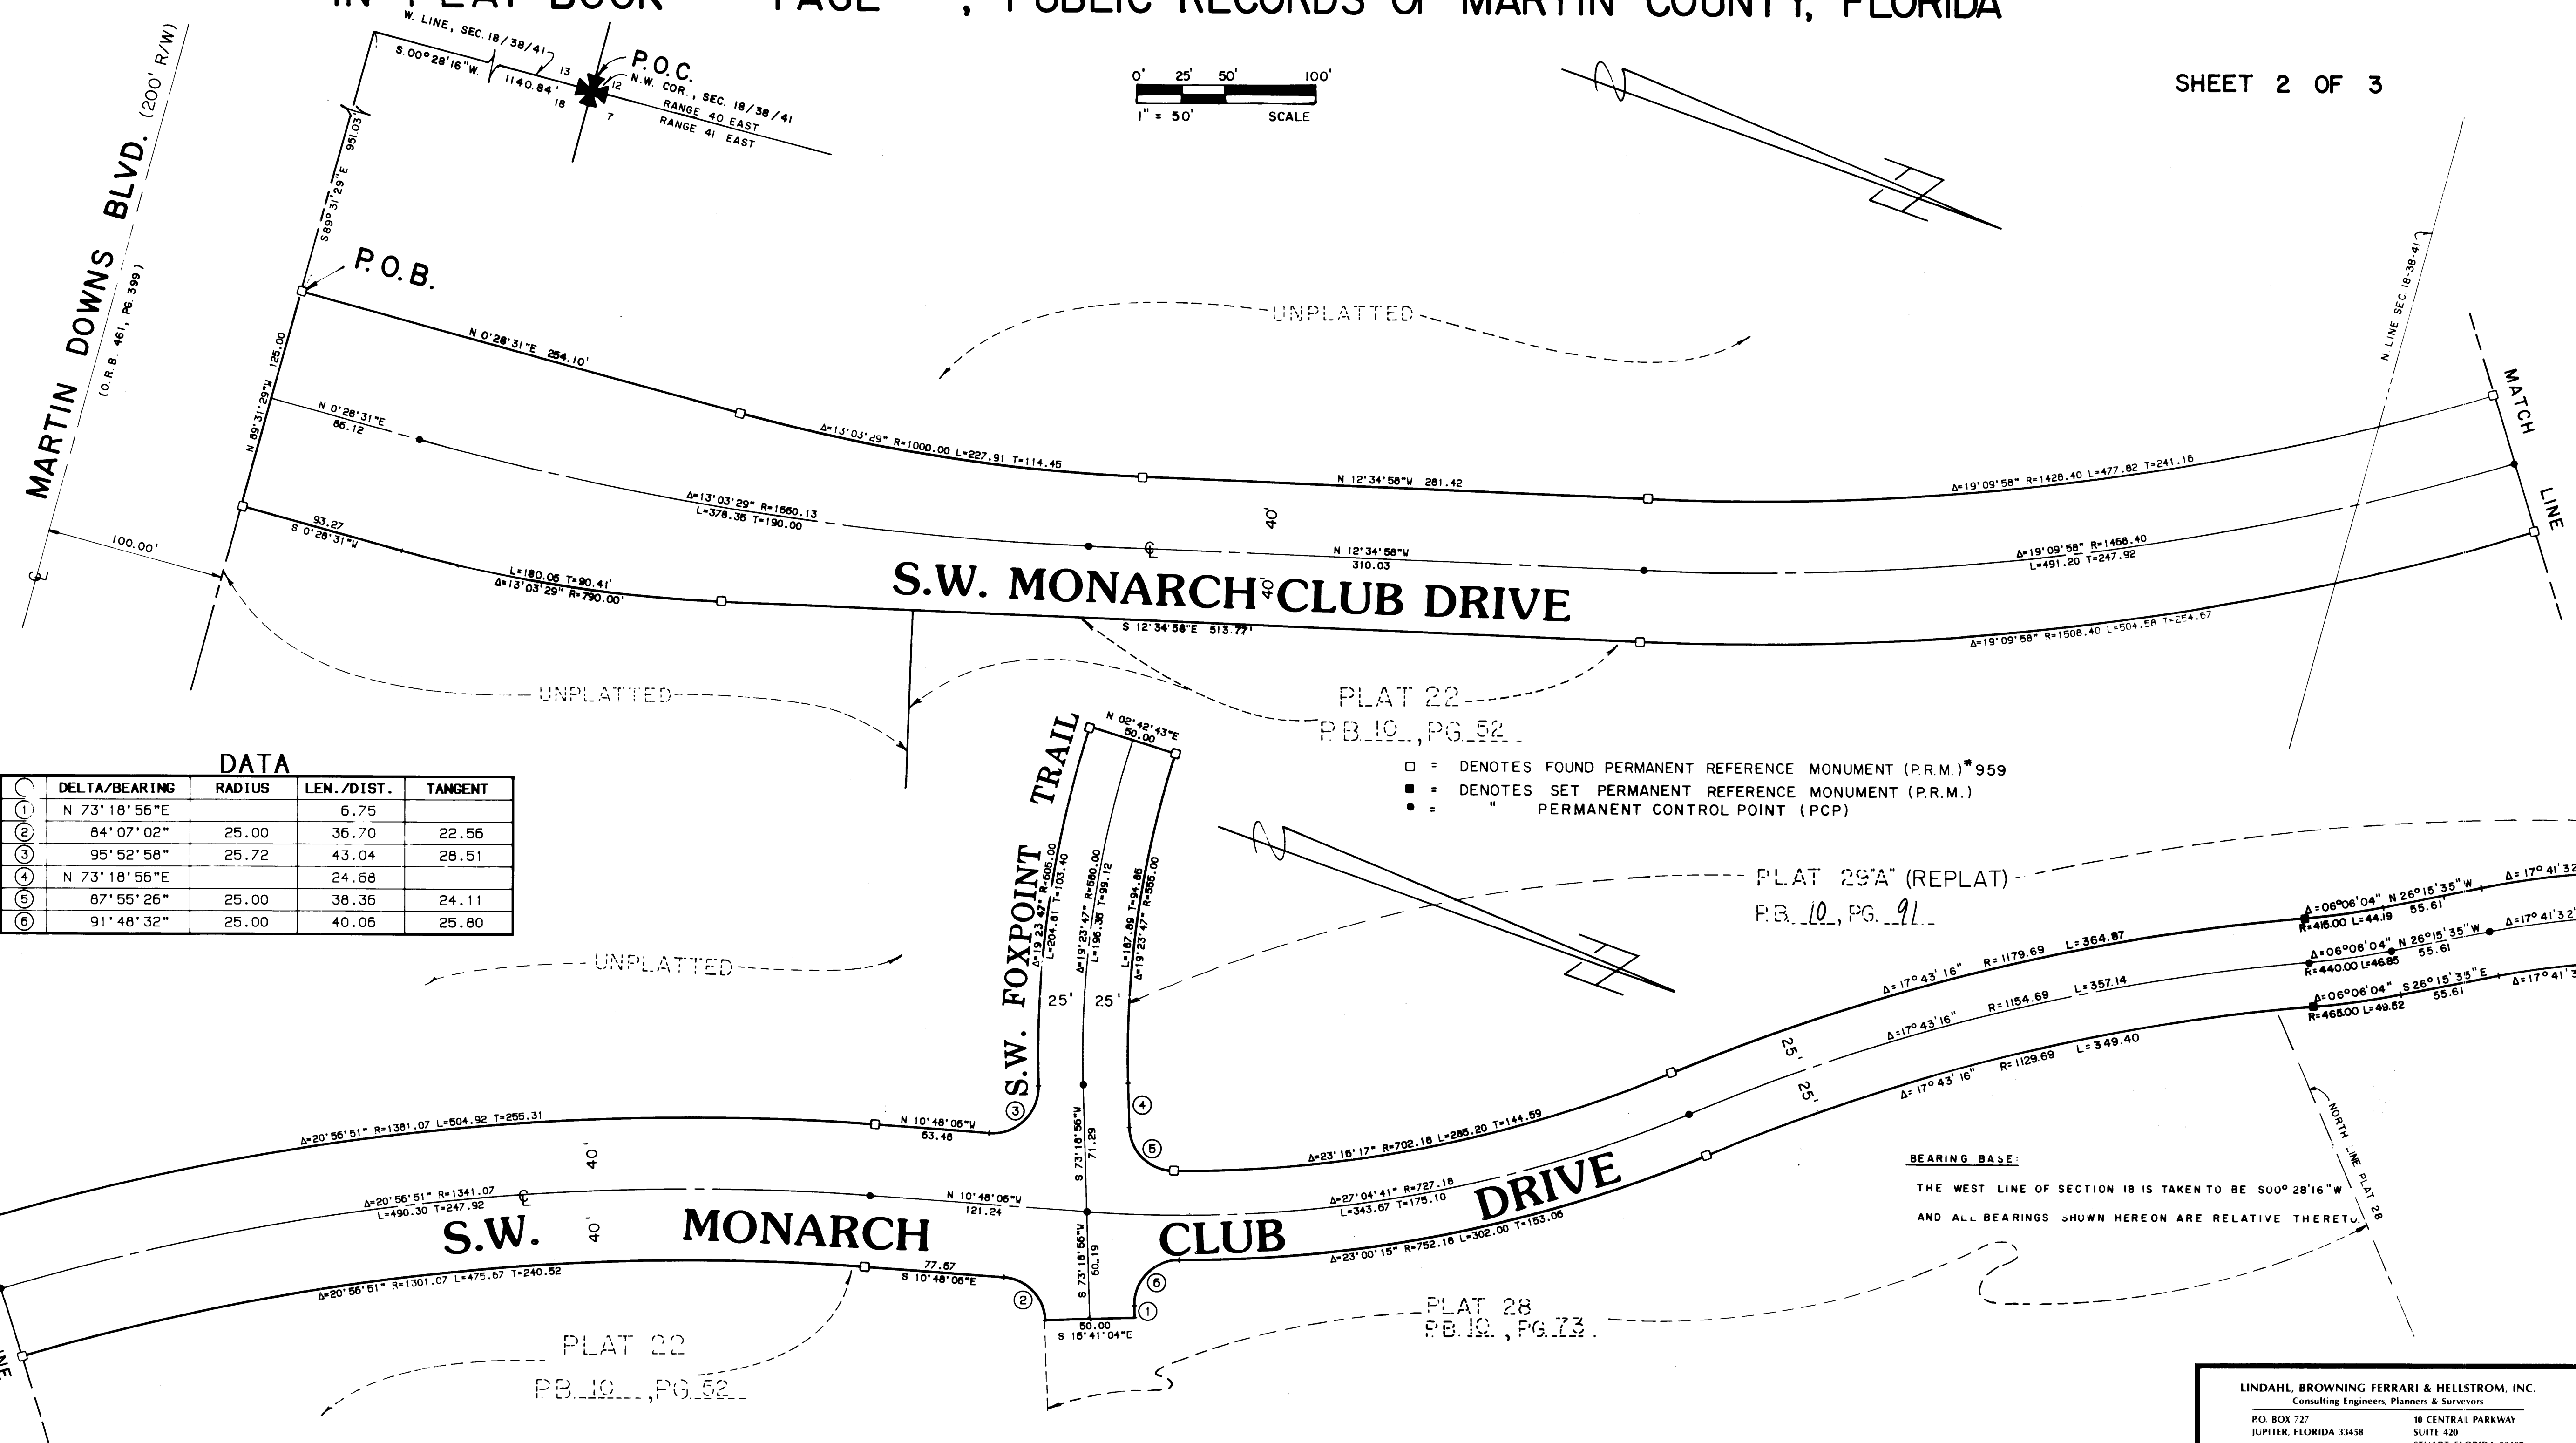 IN PLAT BOOK PAGE , PUBLIC RECORDS OF MARTIN COUNTY, FLORIDA
SHEET 2 OF 3
W. LINE, SEC. 18/38/41
S.00°28'16"W.
1140.84'
13
12
18
7
P.O.C.
N.W. COR., SEC. 18/38/41
RANGE 40 EAST
RANGE 41 EAST
0' 25' 50' 100'
1" = 50' SCALE
N
MARTIN DOWNS BLVD. (200' R/W)
(O.R.B. 461, PG. 399)
S89°31'29"E 951.03'
P.O.B.
N 89°31'29"W 125.00
100.00'
UNPLATTED
N 0°28'31"E 254.10'
N 0°28'31"E
86.12
93.27
S 0°28'31"W
Δ=13°03'29" R=1000.00 L=227.91 T=114.45
Δ=13°03'29" R=1660.13
L=378.35 T=190.00
L=180.05 T=90.41'
Δ=13°03'29" R=790.00'
N 12°34'58"W 281.42
40'
℄
N 12°34'58"W
310.03
40'
S.W. MONARCH CLUB DRIVE
S 12°34'58"E 513.77'
Δ=19°09'58" R=1428.40 L=477.82 T=241.16
Δ=19°09'58" R=1468.40
L=491.20 T=247.92
Δ=19°09'58" R=1508.40 L=504.58 T=254.67
N LINE SEC. 18-38-41
MATCH LINE
UNPLATTED
PLAT 22
P.B. 10, PG. 52
DATA
DELTA/BEARING RADIUS LEN./DIST. TANGENT
1 N 73°18'56"E 6.75
2 84°07'02" 25.00 36.70 22.56
3 95°52'58" 25.72 43.04 28.51
4 N 73°18'56"E 24.68
5 87°55'26" 25.00 38.36 24.11
6 91°48'32" 25.00 40.06 25.80
□ = DENOTES FOUND PERMANENT REFERENCE MONUMENT (P.R.M.) #959
■ = DENOTES SET PERMANENT REFERENCE MONUMENT (P.R.M.)
● = " PERMANENT CONTROL POINT (PCP)
N
N 02°42'43"E
50.00
S.W. FOXPOINT TRAIL
Δ=19°23'47" R=605.00
L=204.81 T=103.40
Δ=19°23'47" R=580.00
L=196.35 T=99.12
L=187.89 T=94.85
Δ=19°23'47" R=555.00
25' 25'
UNPLATTED
PLAT 29"A" (REPLAT)
P.B. 10, PG. 91
Δ=20°56'51" R=1381.07 L=504.92 T=255.31
N 10°48'06"W
63.48
3
4
5
S 73°18'56"W
71.29
40'
Δ=20°56'51" R=1341.07
L=490.30 T=247.92
℄
N 10°48'06"W
121.24
40'
S.W. MONARCH CLUB DRIVE
Δ=20°56'51" R=1301.07 L=475.67 T=240.52
77.67
S 10°48'06"E
2
S 73°18'56"W
60.19
6
1
50.00
S 16°41'04"E
Δ=23°16'17" R=702.18 L=285.20 T=144.59
Δ=27°04'41" R=727.18
L=343.67 T=175.10
Δ=23°00'15" R=752.18 L=302.00 T=153.06
Δ=17°43'16" R=1179.69 L=364.87
Δ=17°43'16" R=1154.69 L=357.14
Δ=17°43'16" R=1129.69 L=349.40
25'
25'
Δ=06°06'04" N 26°15'35"W Δ=17°41'32
R=415.00 L=44.19 55.61'
Δ=06°06'04" N 26°15'35"W Δ=17°41'32'
R=440.00 L=46.85 55.61
Δ=06°06'04" S 26°15'35"E Δ=17°41'3
R=465.00 L=49.52 55.61
NORTH LINE PLAT 28
BEARING BASE:
THE WEST LINE OF SECTION 18 IS TAKEN TO BE S00°28'16"W
AND ALL BEARINGS SHOWN HEREON ARE RELATIVE THERETO.
PLAT 28
P.B. 10, PG. 73
PLAT 22
P.B. 10, PG. 52
LINDAHL, BROWNING FERRARI & HELLSTROM, INC.
Consulting Engineers, Planners & Surveyors
P.O. BOX 727 10 CENTRAL PARKWAY
JUPITER, FLORIDA 33458 SUITE 420